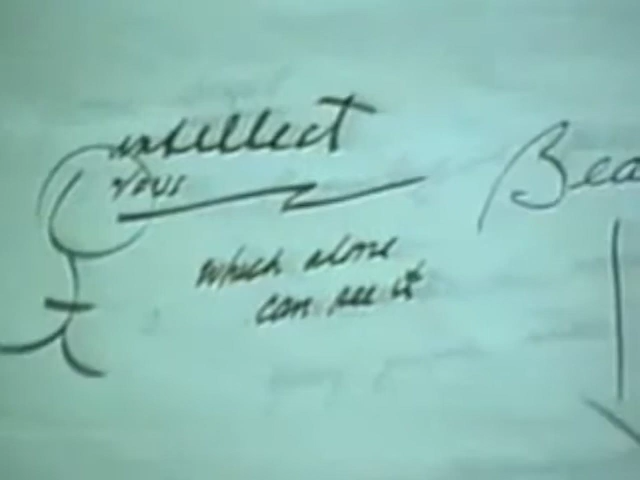 intellect
νους
which alone
can see it
Bea